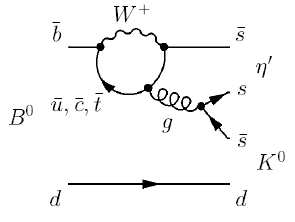 W⁺
b̄ s̄
η′
ū, c̄, t̄ s
B⁰
g s̄
K⁰
d d